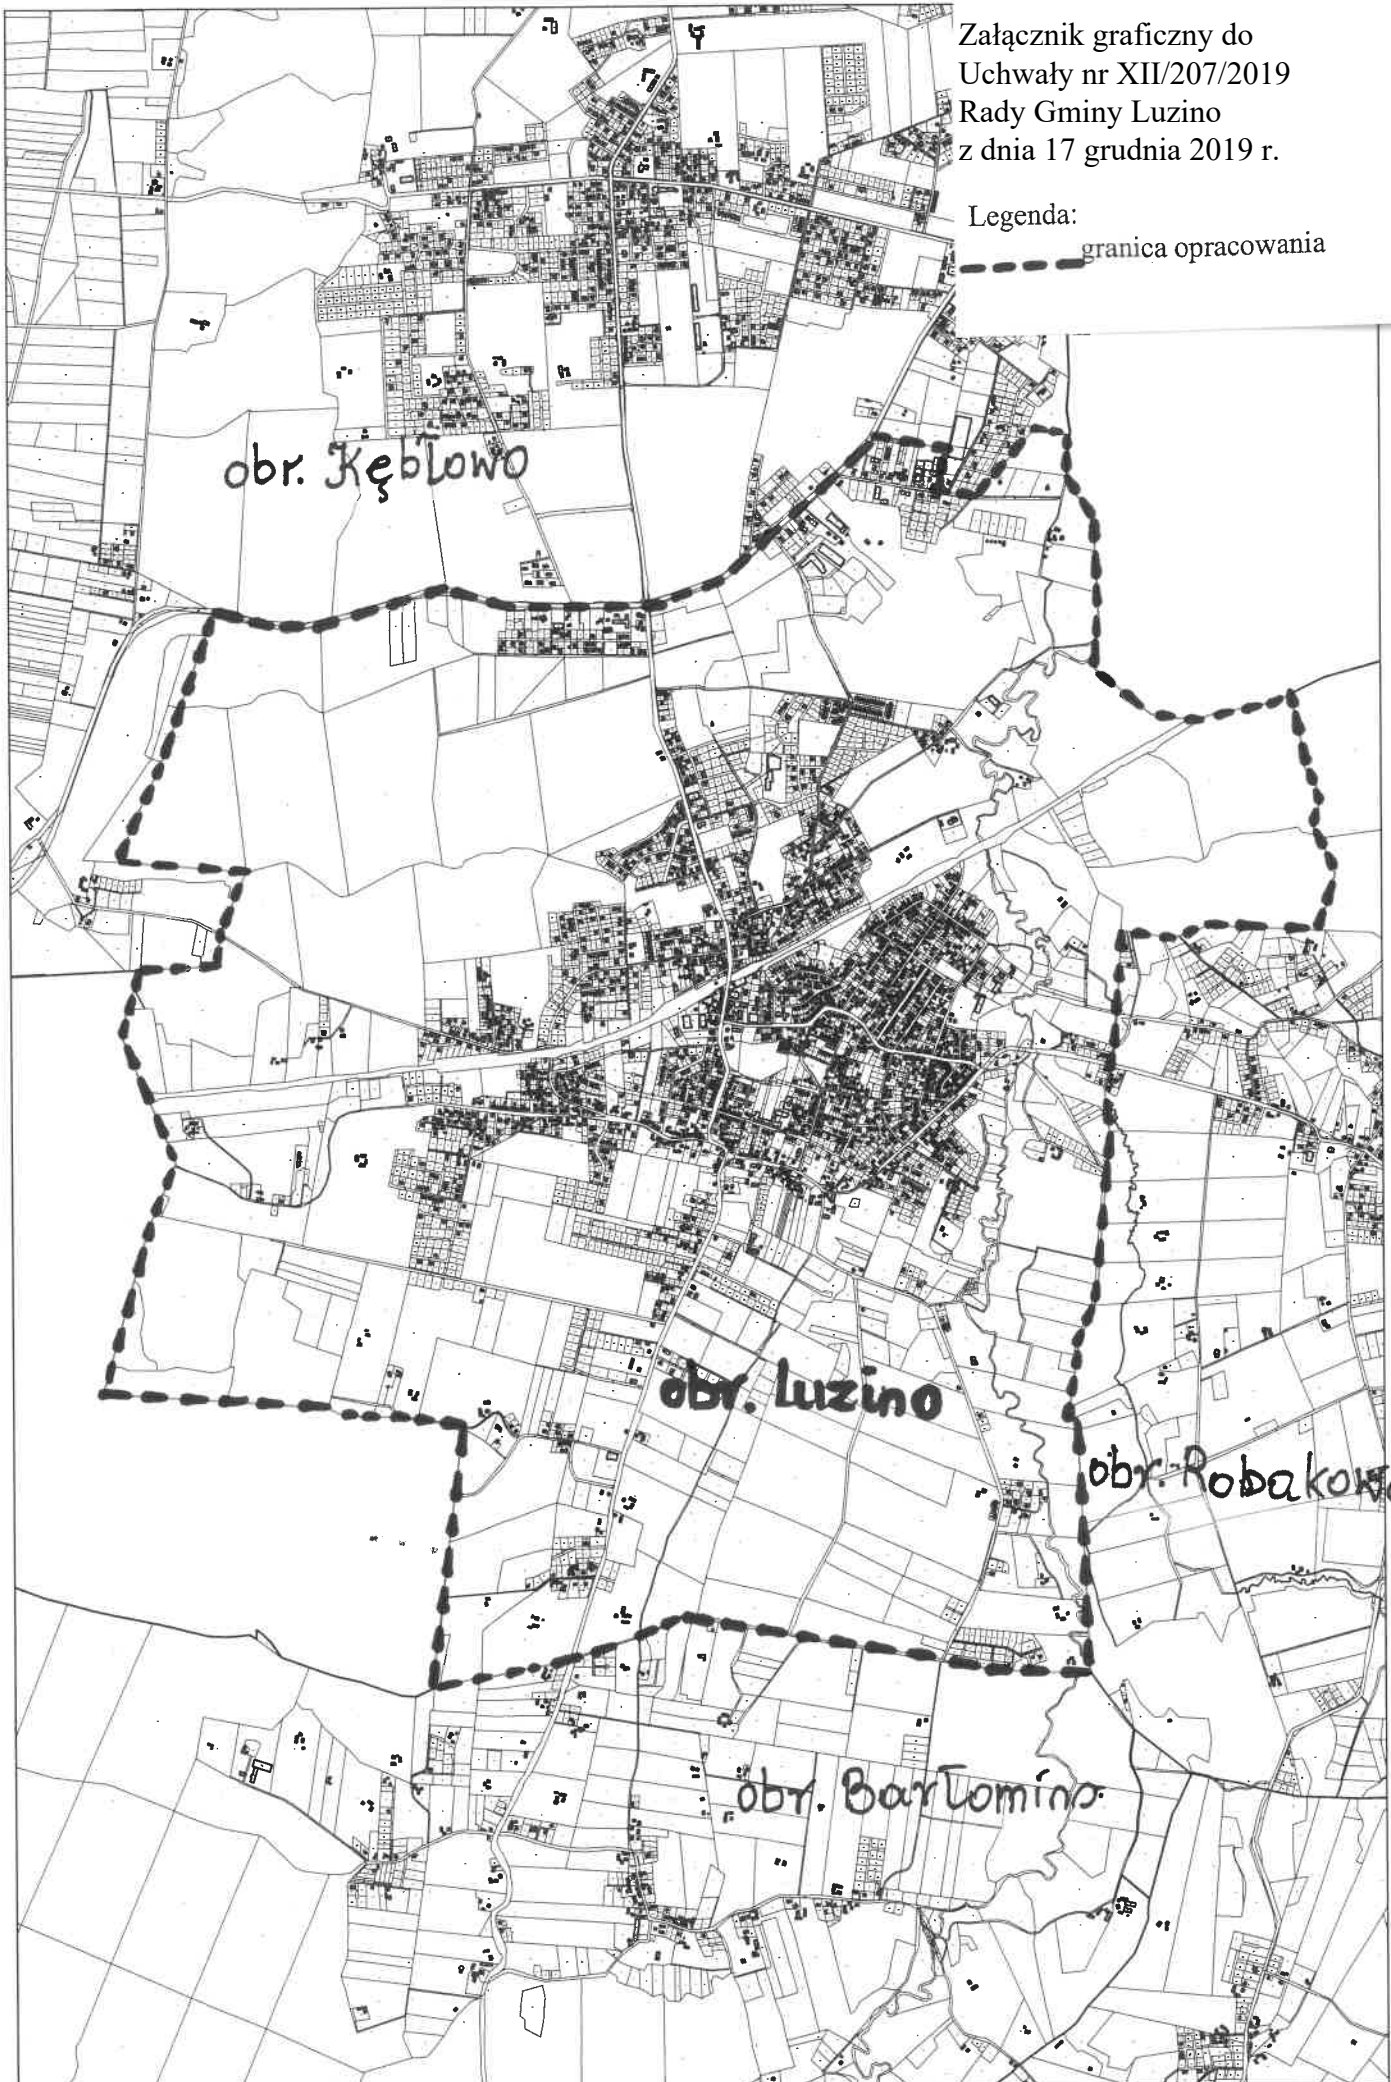 Załącznik graficzny do
Uchwały nr XII/207/2019
Rady Gminy Luzino
z dnia 17 grudnia 2019 r.
Legenda:
granica opracowania
obr. Kębłowo
obr. Luzino
obr. Robakowo
obr. Barłomino